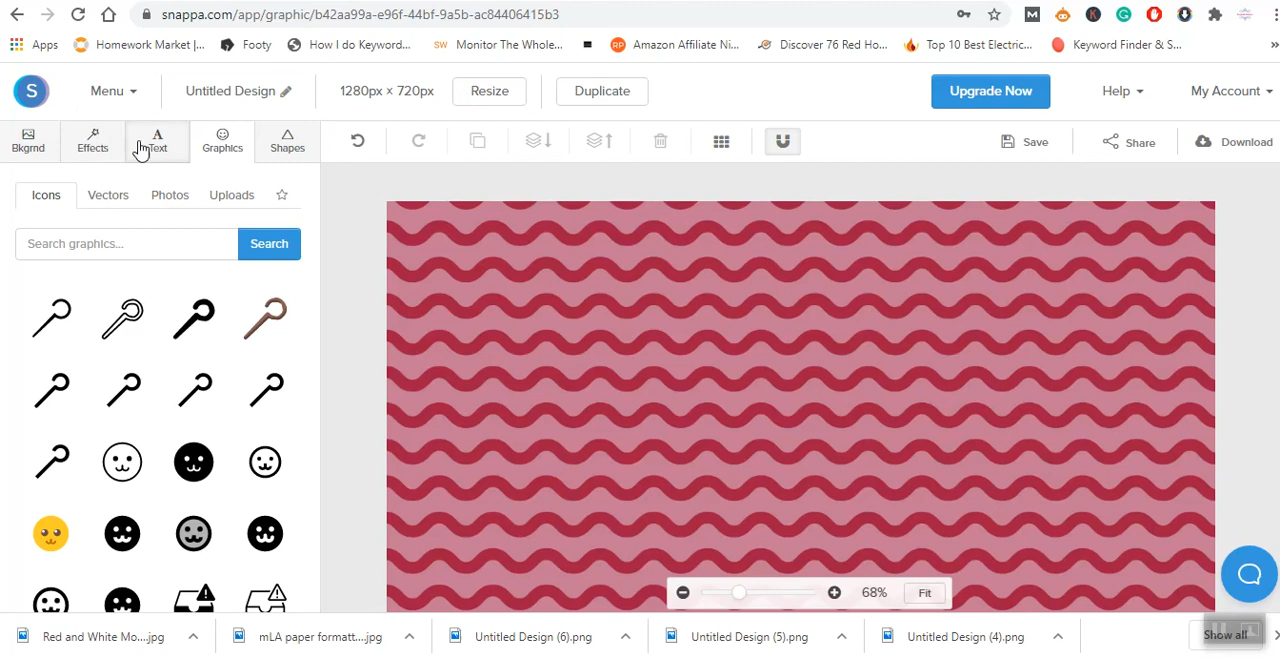 snappa.com/app/graphic/b42aa99a-e96f-44bf-9a5b-ac84406415b3
Apps Homework Market |... Footy How I do Keyword... SW Monitor The Whole... RP Amazon Affiliate Ni... Discover 76 Red Ho... Top 10 Best Electric... Keyword Finder & S... »
S Menu Untitled Design 1280px × 720px Resize Duplicate Upgrade Now Help My Account
Bkgrnd Effects Text Graphics Shapes Save Share Download
Icons Vectors Photos Uploads
Search graphics... Search
68% Fit
Red and White Mo....jpg mLA paper formatt....jpg Untitled Design (6).png Untitled Design (5).png Untitled Design (4).png Show all